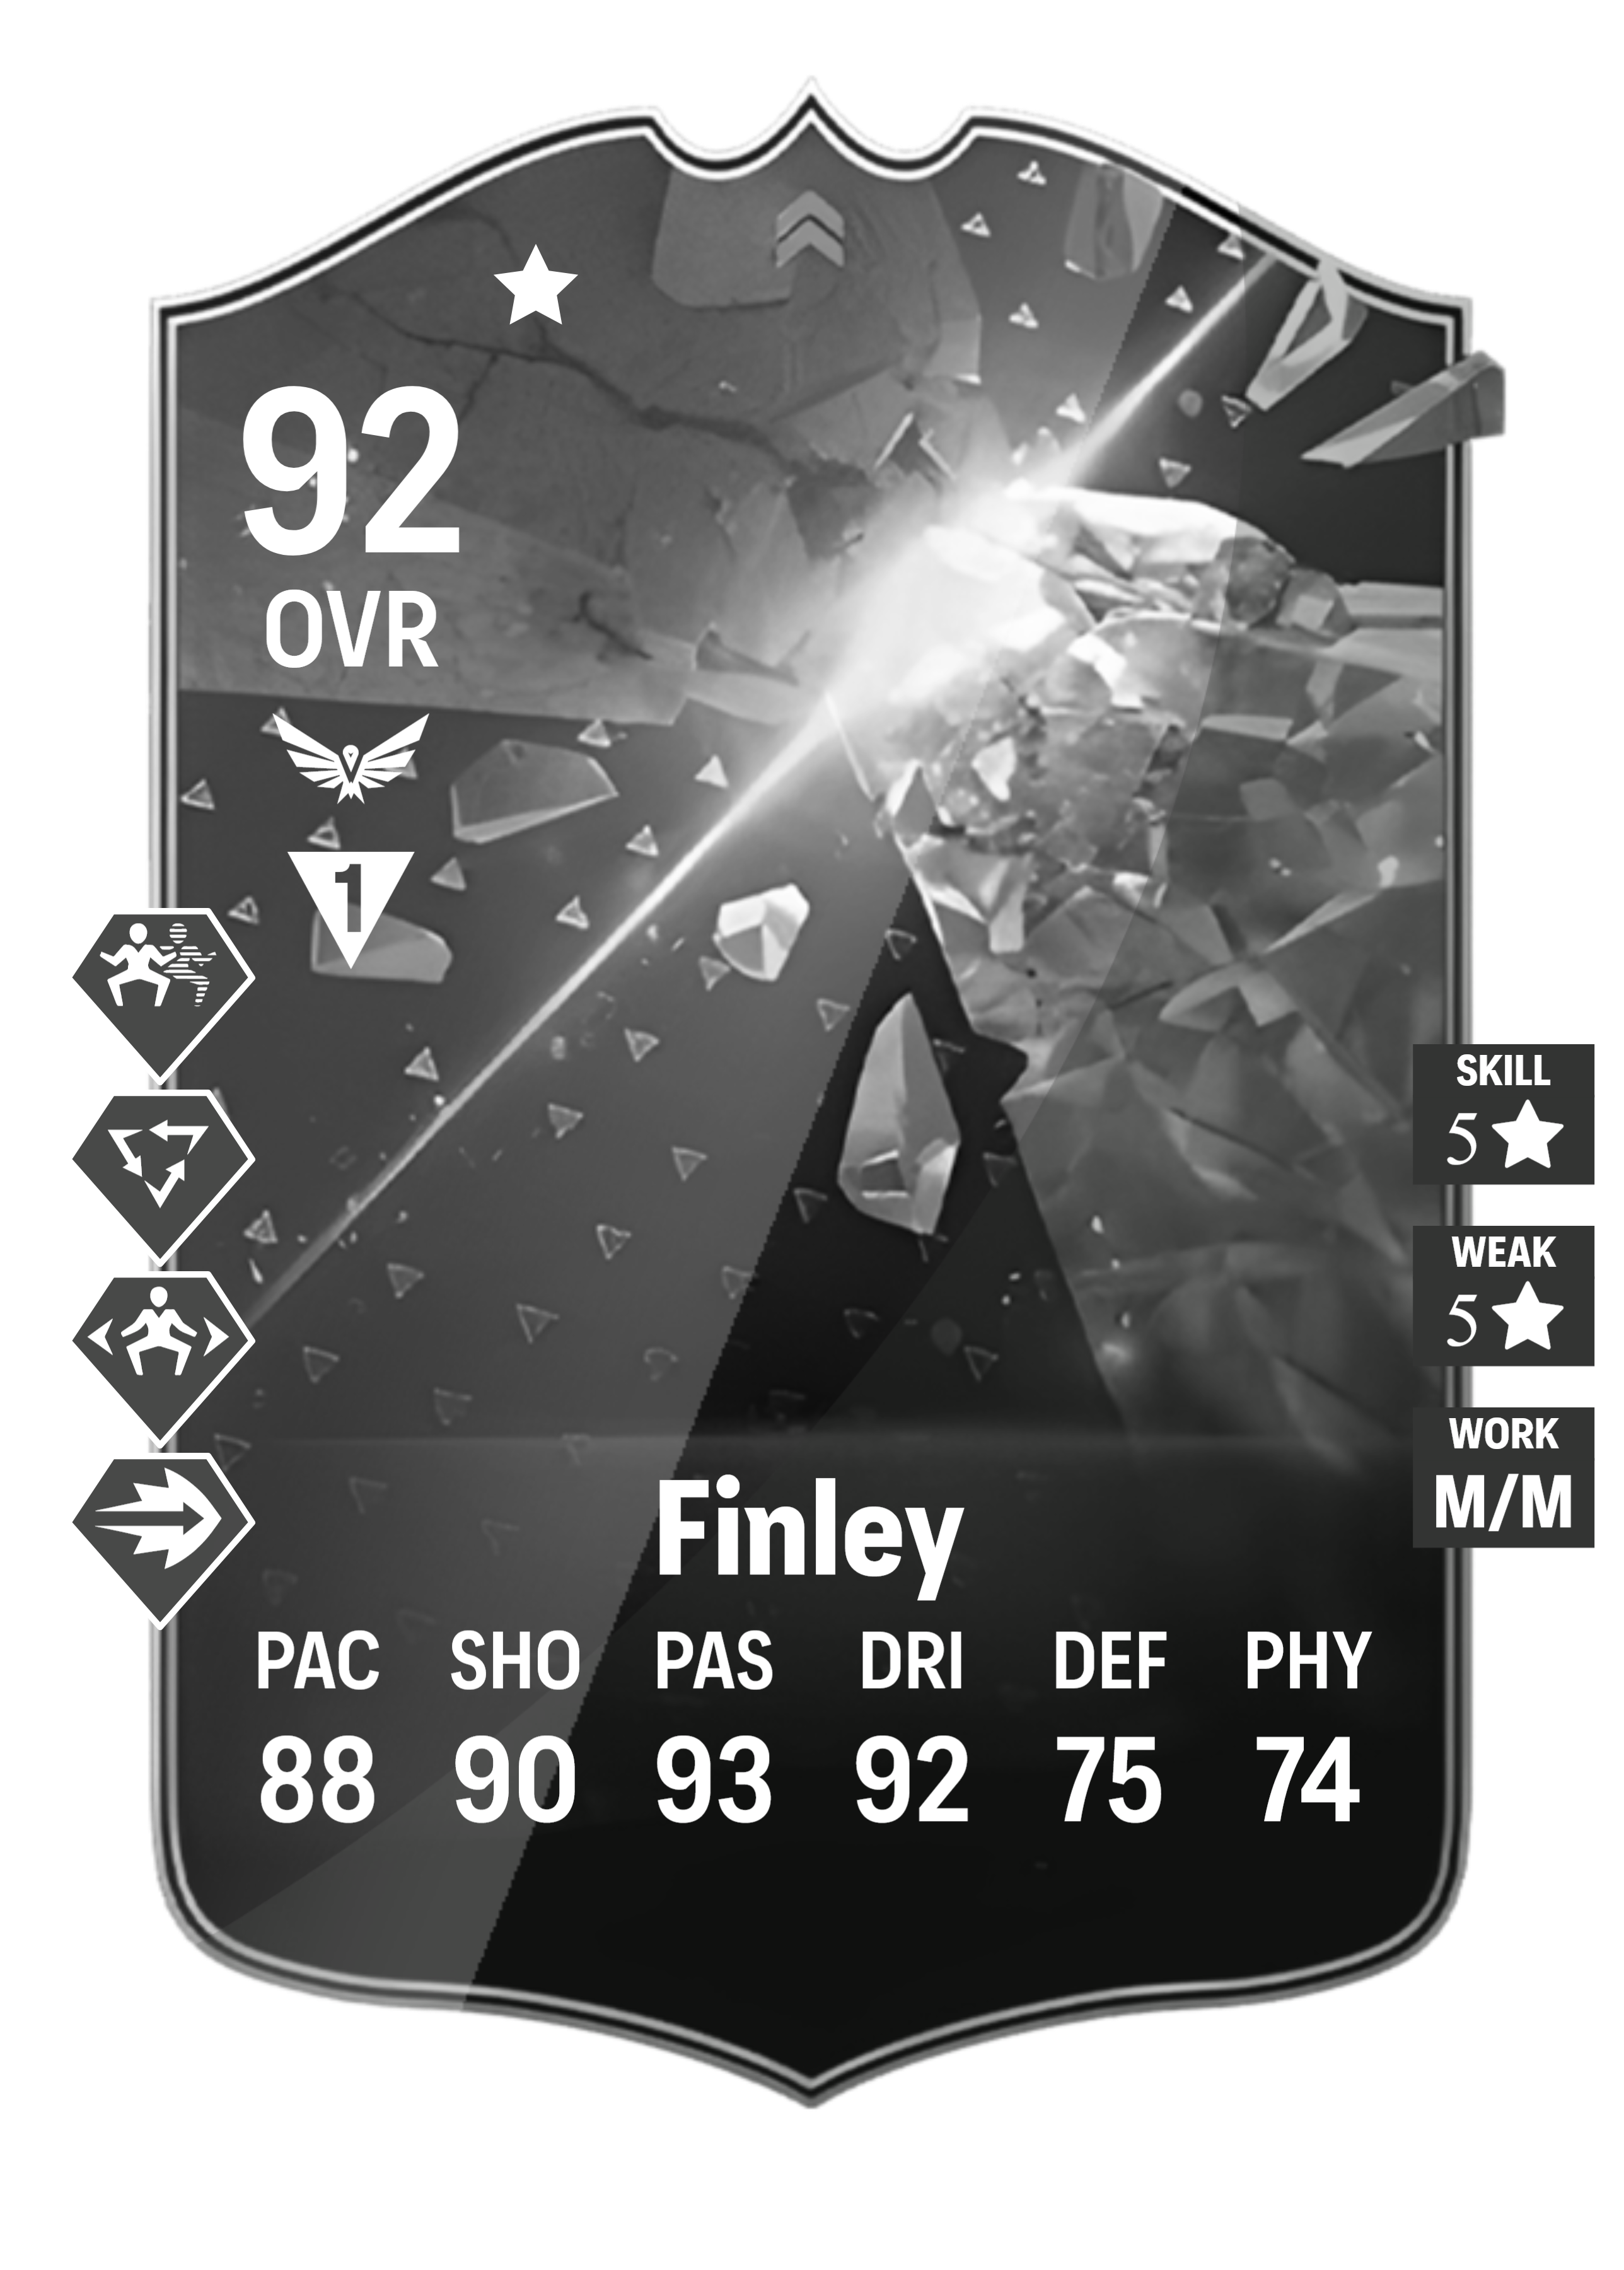 92
OVR
1
SKILL
5
WEAK
5
WORK
M/M
Finley
PAC SHO PAS DRI DEF PHY
88 90 93 92 75 74